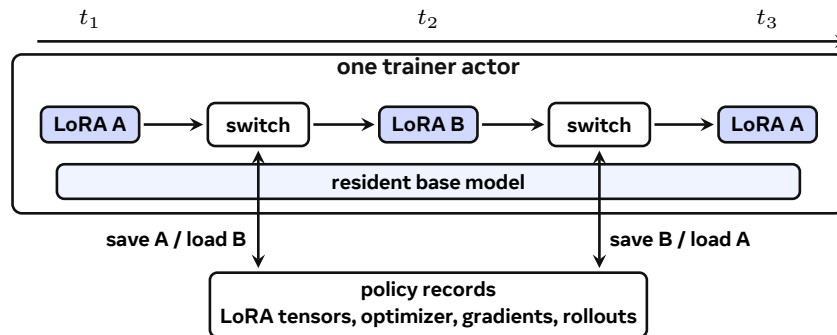 t1 t2 t3
one trainer actor
LoRA A switch LoRA B switch LoRA A
resident base model
save A / load B save B / load A
policy records
LoRA tensors, optimizer, gradients, rollouts